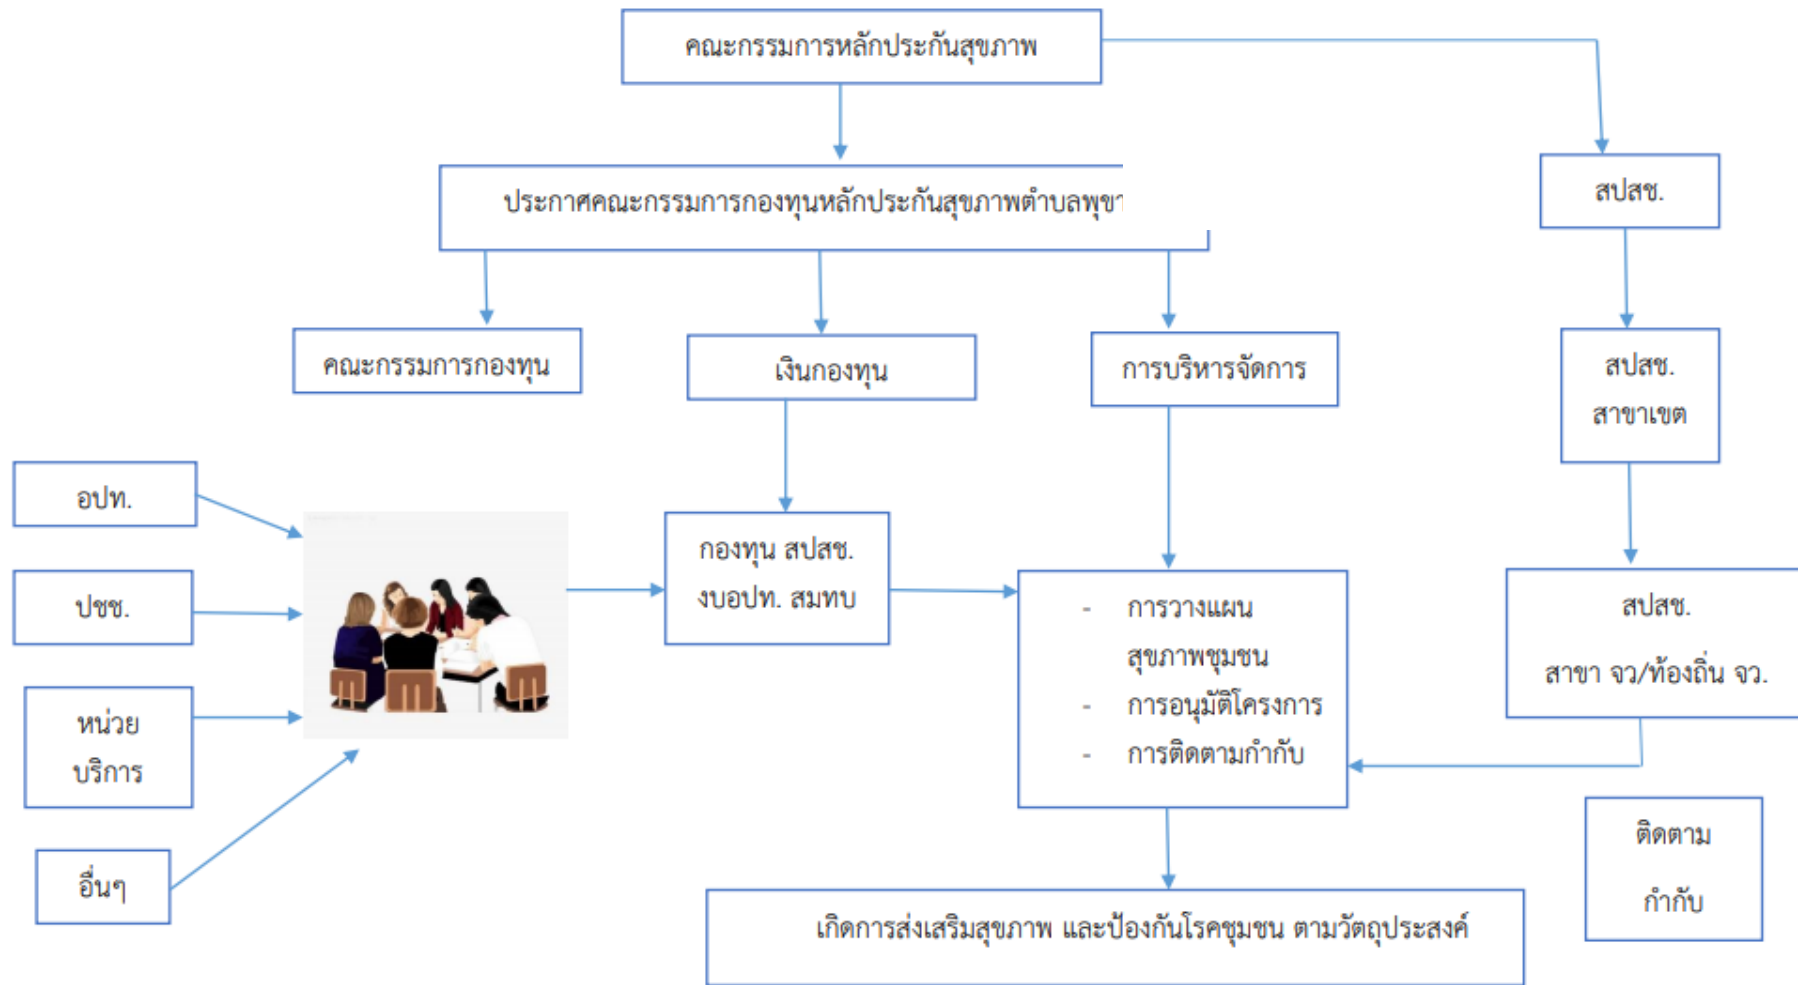 คณะกรรมการหลักประกันสุขภาพ
ประกาศคณะกรรมการกองทุนหลักประกันสุขภาพตำบลพุขา
สปสช.
คณะกรรมการกองทุน
เงินกองทุน
การบริหารจัดการ
สปสช.
สาขาเขต
อปท.
ปชช.
หน่วย
บริการ
อื่นๆ
กองทุน สปสช.
งบอปท. สมทบ
- การวางแผน
สุขภาพชุมชน
- การอนุมัติโครงการ
- การติดตามกำกับ
สปสช.
สาขา จว/ท้องถิ่น จว.
ติดตาม
กำกับ
เกิดการส่งเสริมสุขภาพ และป้องกันโรคชุมชน ตามวัตถุประสงค์